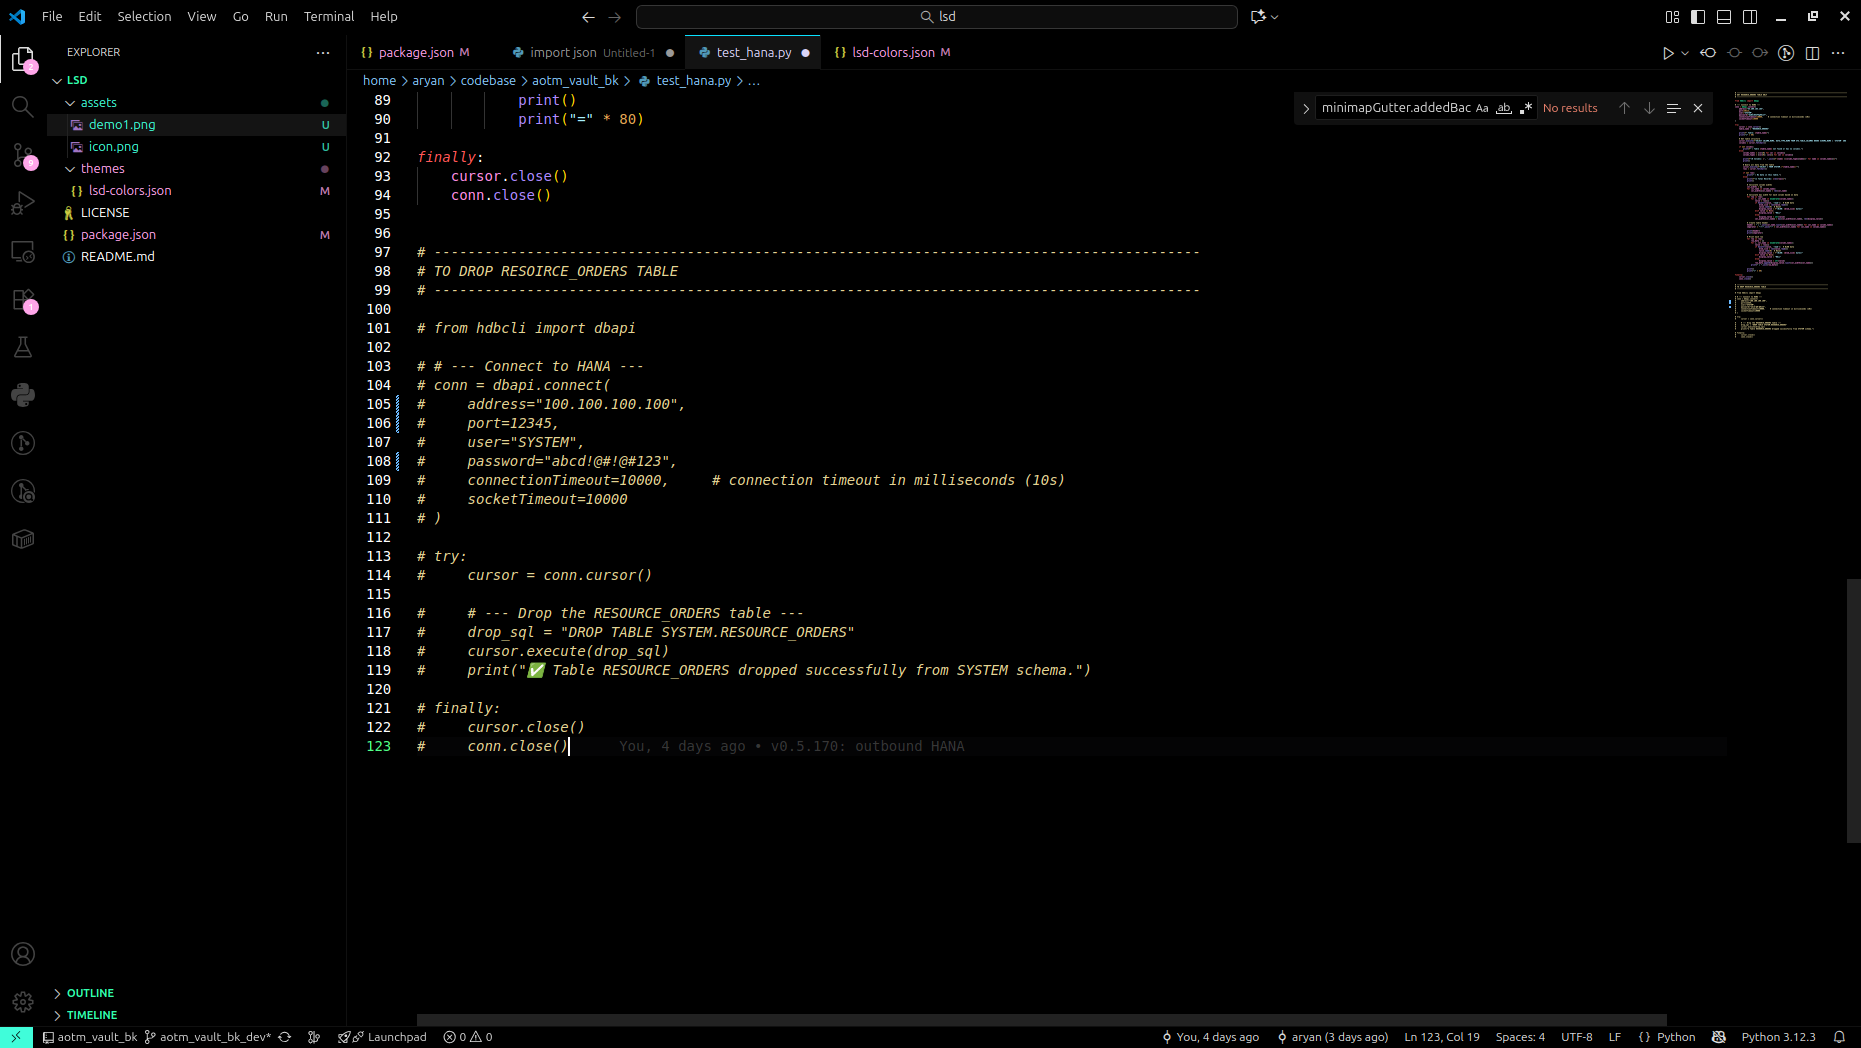 File Edit Selection View Go Run Terminal Help
lsd
EXPLORER
package.json M
import json Untitled-1
test_hana.py
lsd-colors.json M
home > aryan > codebase > aotm_vault_bk > test_hana.py > ...
LSD
assets
demo1.png U
icon.png U
themes
lsd-colors.json M
LICENSE
package.json M
README.md
2
9
1
minimapGutter.addedBac Aa ab .* No results
89 print()
90 print("=" * 80)
91
92 finally:
93 cursor.close()
94 conn.close()
95
96
97 # -------------------------------------------------------------------------------------------
98 # TO DROP RESOIRCE_ORDERS TABLE
99 # -------------------------------------------------------------------------------------------
100
101 # from hdbcli import dbapi
102
103 # # --- Connect to HANA ---
104 # conn = dbapi.connect(
105 #     address="100.100.100.100",
106 #     port=12345,
107 #     user="SYSTEM",
108 #     password="abcd!@#!@#123",
109 #     connectionTimeout=10000,     # connection timeout in milliseconds (10s)
110 #     socketTimeout=10000
111 # )
112
113 # try:
114 #     cursor = conn.cursor()
115
116 #     # --- Drop the RESOURCE_ORDERS table ---
117 #     drop_sql = "DROP TABLE SYSTEM.RESOURCE_ORDERS"
118 #     cursor.execute(drop_sql)
119 #     print("✅ Table RESOURCE_ORDERS dropped successfully from SYSTEM schema.")
120
121 # finally:
122 #     cursor.close()
123 #     conn.close() You, 4 days ago • v0.5.170: outbound HANA
OUTLINE
TIMELINE
aotm_vault_bk aotm_vault_bk_dev* Launchpad 0 0 You, 4 days ago aryan (3 days ago) Ln 123, Col 19 Spaces: 4 UTF-8 LF { } Python Python 3.12.3